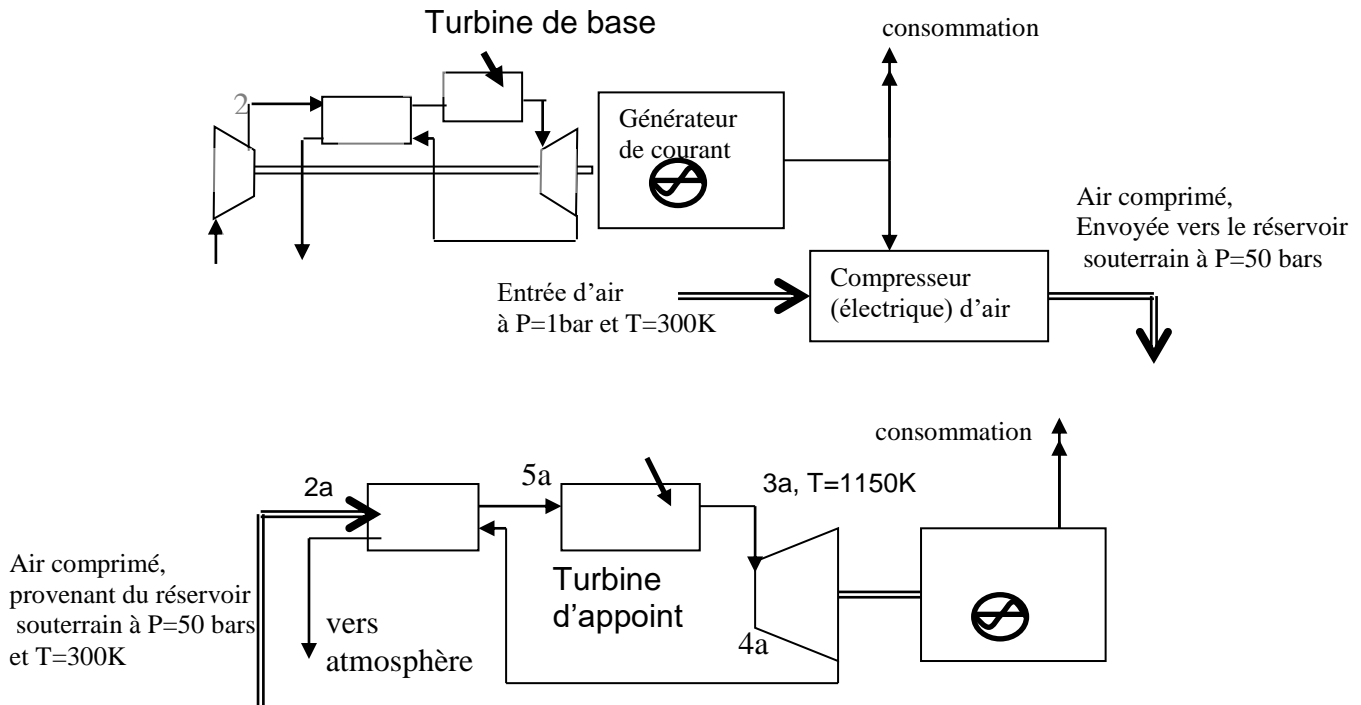 Turbine de base
consommation
2
Générateur
de courant
Air comprimé,
Envoyée vers le réservoir
souterrain à P=50 bars
Entrée d'air
à P=1bar et T=300K
Compresseur
(électrique) d'air
consommation
2a
5a
3a, T=1150K
Air comprimé,
provenant du réservoir
souterrain à P=50 bars
et T=300K
Turbine
d'appoint
vers
atmosphère
4a